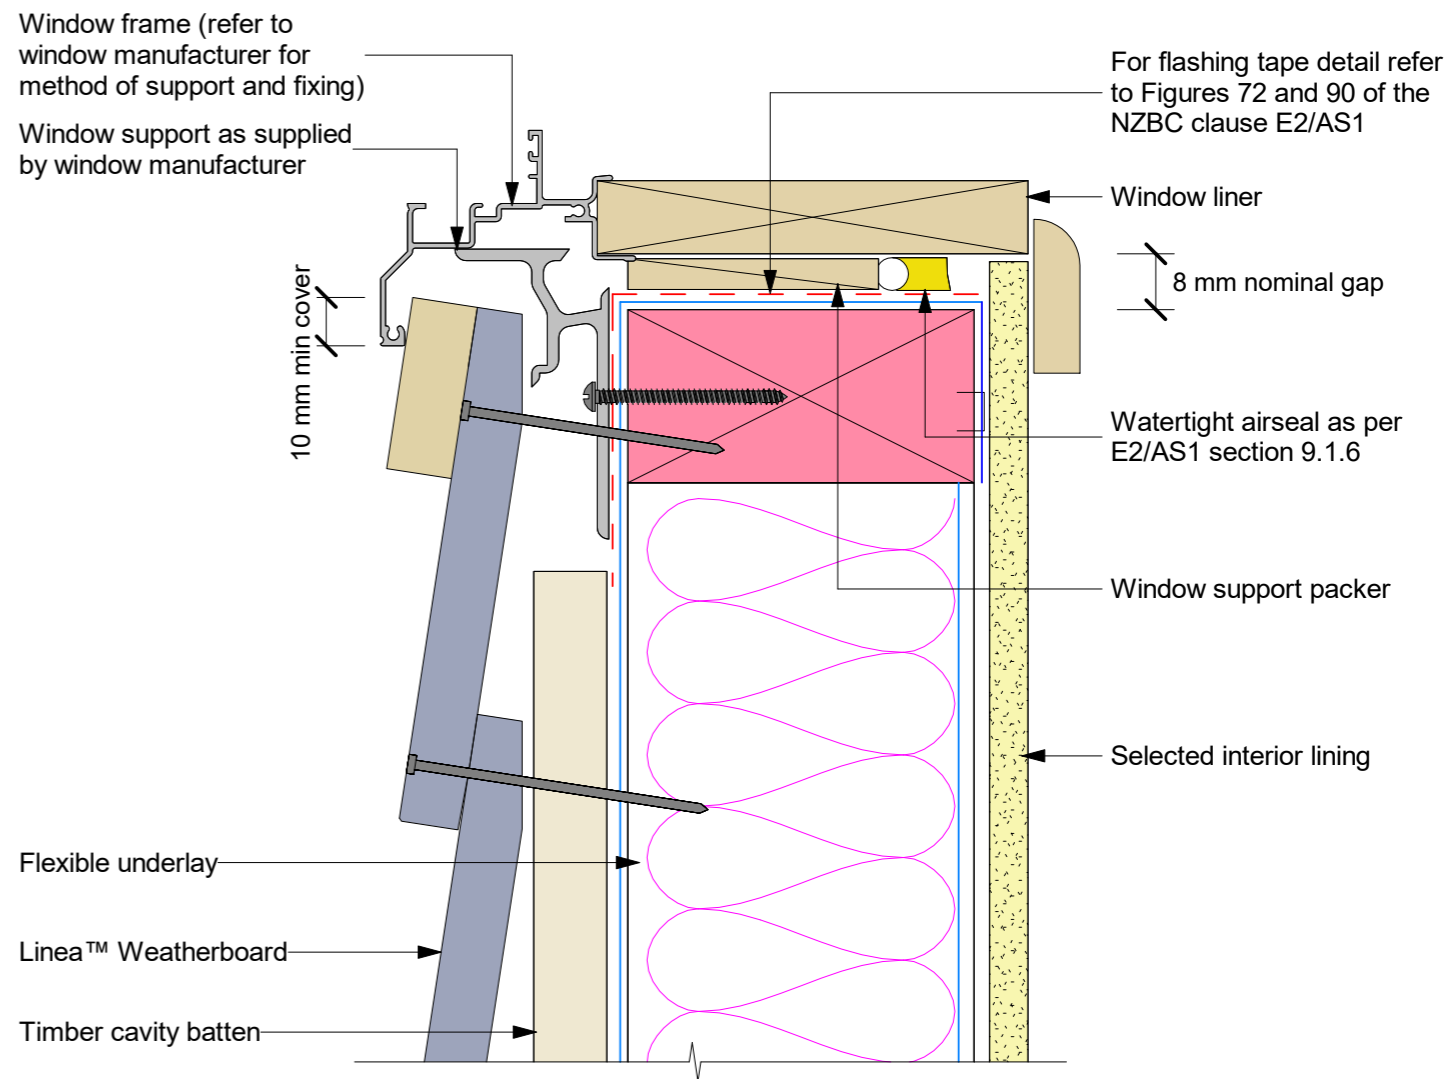 Window frame (refer to
window manufacturer for
method of support and fixing)
Window support as supplied
by window manufacturer
10 mm min cover
Flexible underlay
Linea™ Weatherboard
Timber cavity batten
For flashing tape detail refer
to Figures 72 and 90 of the
NZBC clause E2/AS1
Window liner
8 mm nominal gap
Watertight airseal as per
E2/AS1 section 9.1.6
Window support packer
Selected interior lining